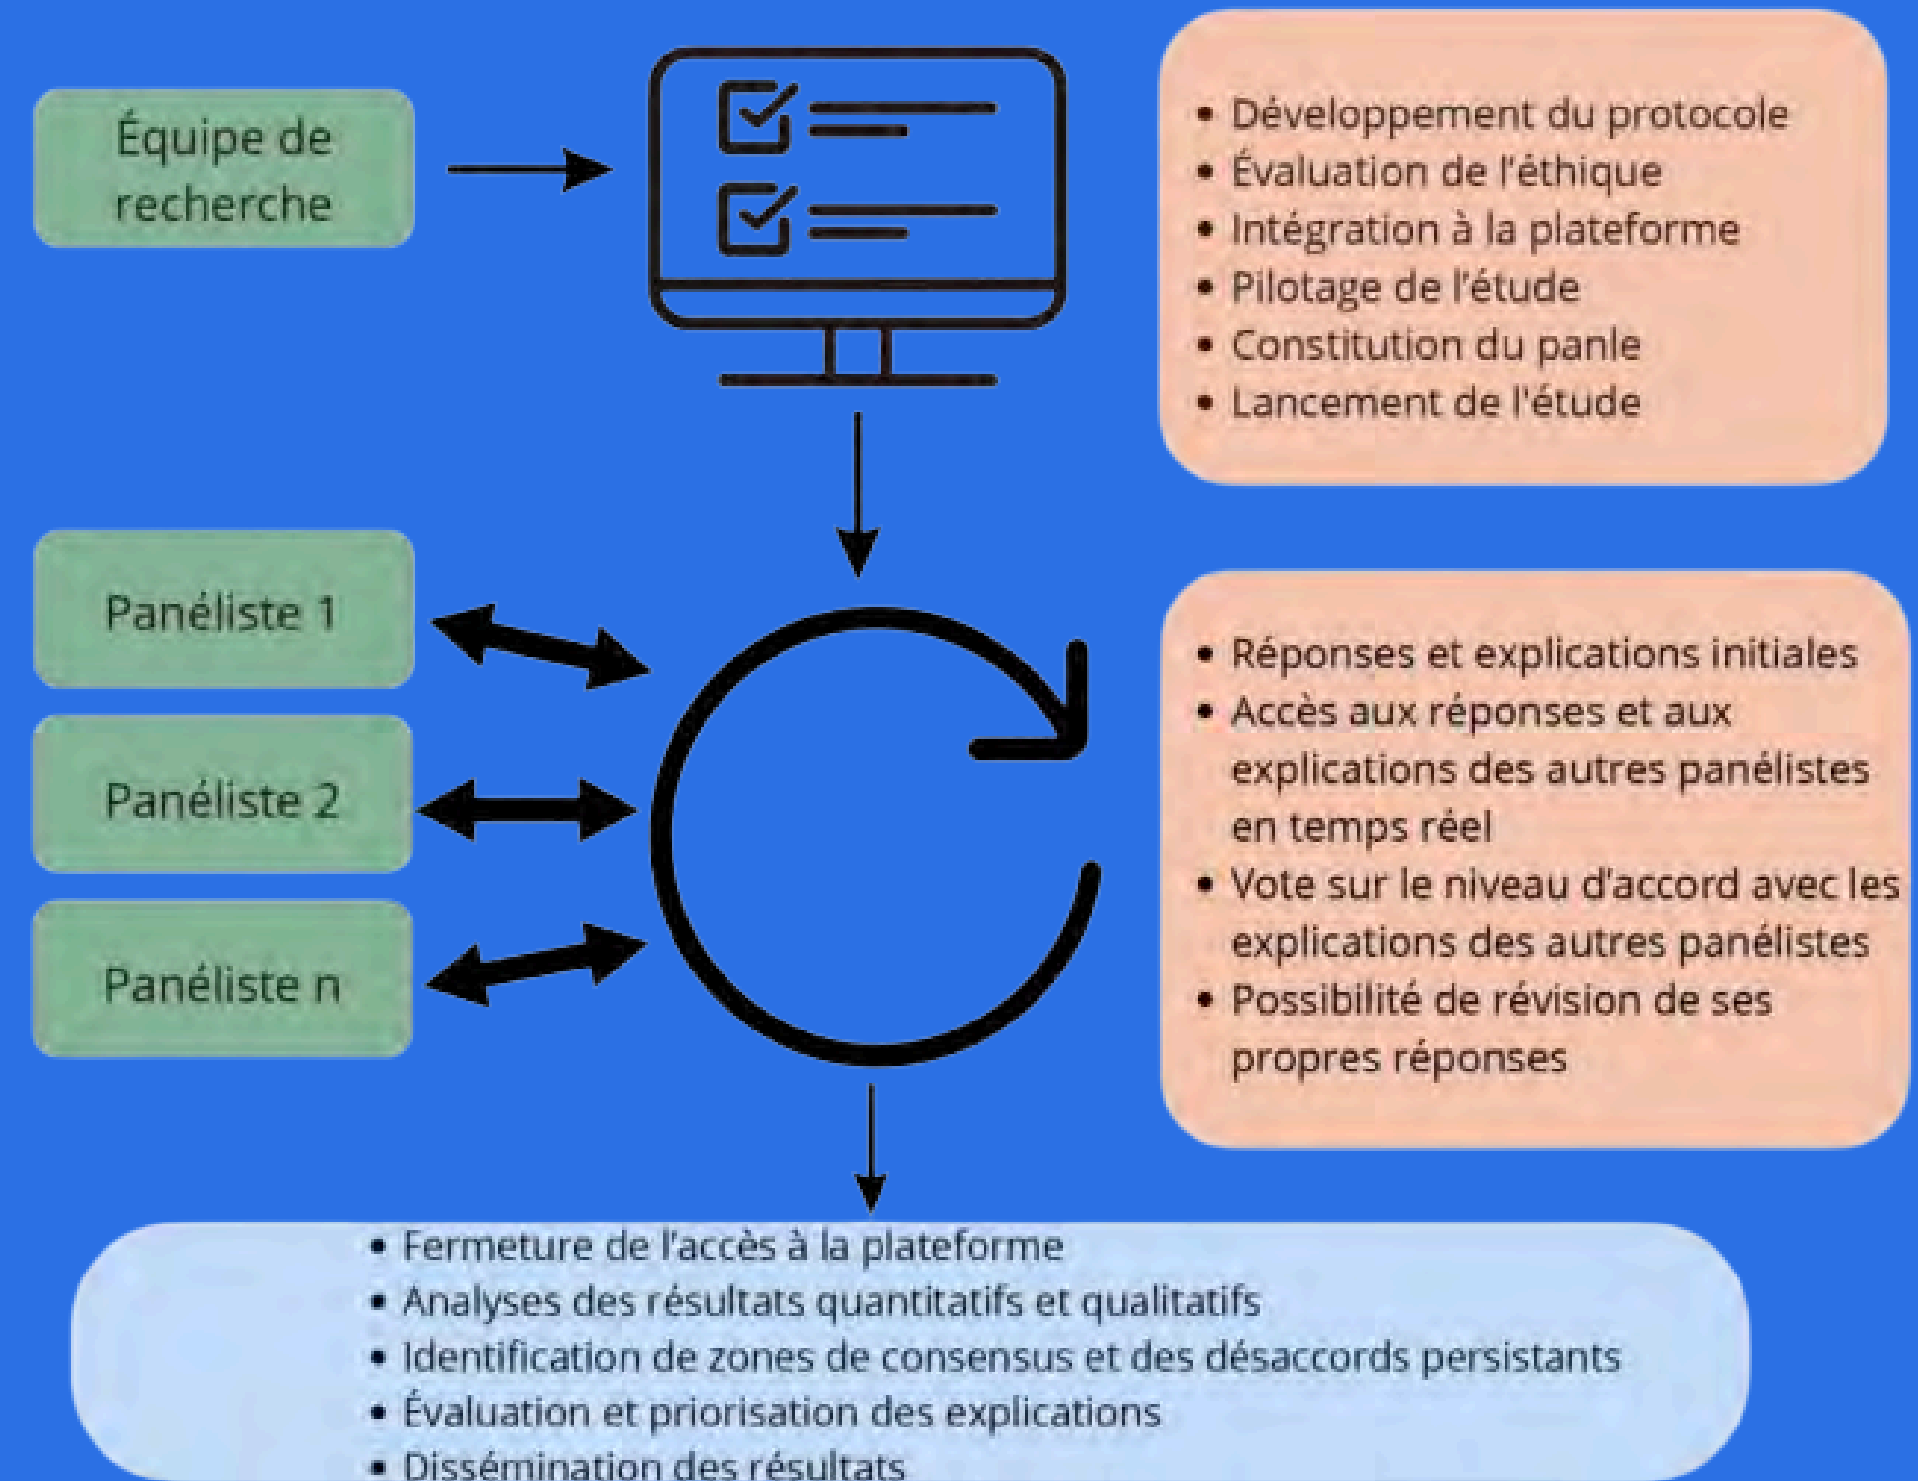 Équipe de
recherche
• Développement du protocole
• Évaluation de l'éthique
• Intégration à la plateforme
• Pilotage de l'étude
• Constitution du panle
• Lancement de l'étude
Panéliste 1
Panéliste 2
Panéliste n
• Réponses et explications initiales
• Accès aux réponses et aux
explications des autres panélistes
en temps réel
• Vote sur le niveau d'accord avec les
explications des autres panélistes
• Possibilité de révision de ses
propres réponses
• Fermeture de l'accès à la plateforme
• Analyses des résultats quantitatifs et qualitatifs
• Identification de zones de consensus et des désaccords persistants
• Évaluation et priorisation des explications
• Dissémination des résultats